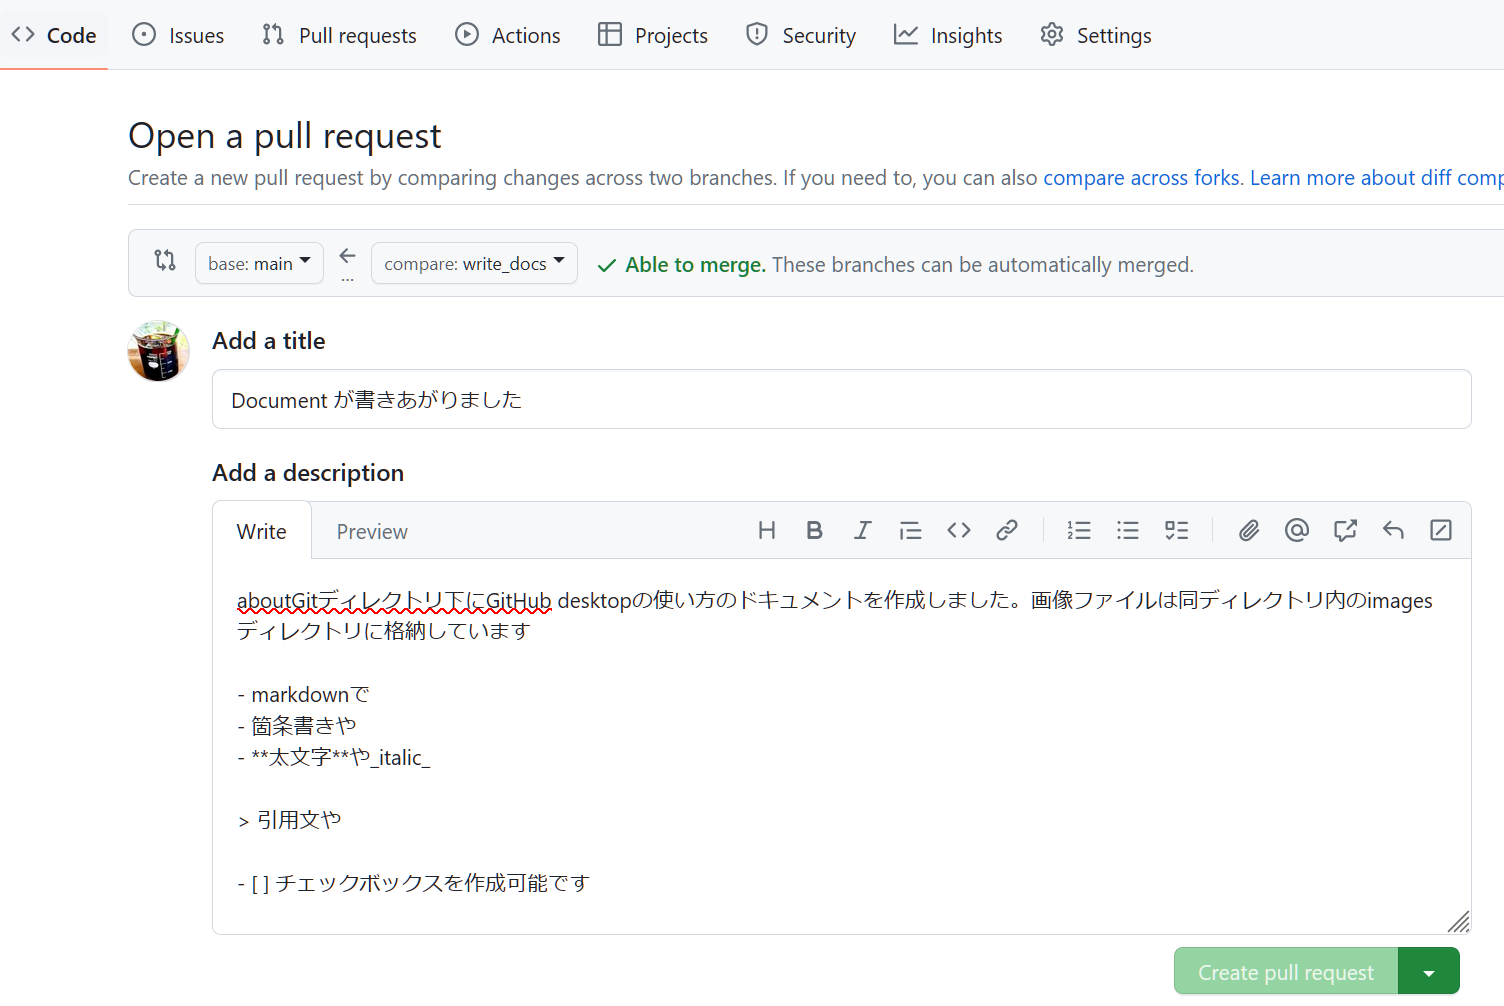 Code Issues Pull requests Actions Projects Security Insights Settings
Open a pull request
Create a new pull request by comparing changes across two branches. If you need to, you can also compare across forks. Learn more about diff comp
base: main ← ... compare: write_docs Able to merge. These branches can be automatically merged.
Add a title
Document が書きあがりました
Add a description
Write Preview
aboutGitディレクトリ下にGitHub desktopの使い方のドキュメントを作成しました。画像ファイルは同ディレクトリ内のimages
ディレクトリに格納しています
- markdownで
- 箇条書きや
- **太文字**や_italic_
> 引用文や
- [ ] チェックボックスを作成可能です
Create pull request